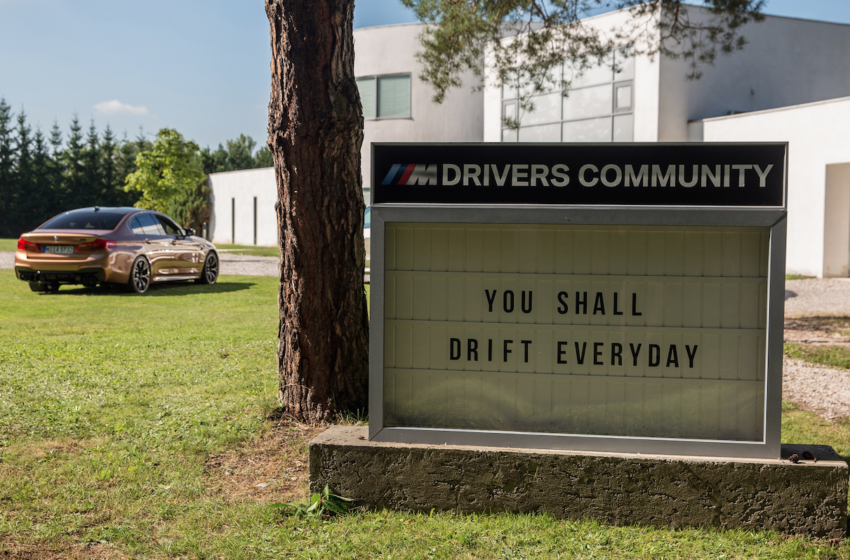 M DRIVERS COMMUNITY
YOU SHALL
DRIFT EVERYDAY